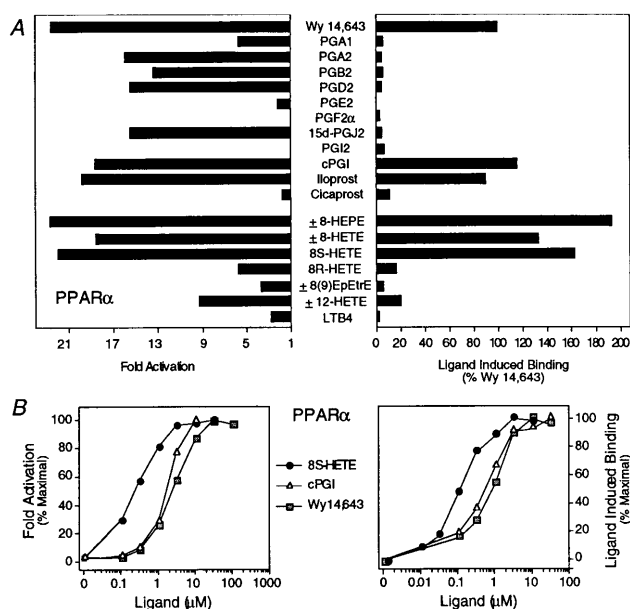 A
Wy 14,643
PGA1
PGA2
PGB2
PGD2
PGE2
PGF2α
15d-PGJ2
PGI2
cPGI
Iloprost
Cicaprost
± 8-HEPE
± 8-HETE
8S-HETE
8R-HETE
± 8(9)EpEtrE
± 12-HETE
LTB4
PPARα
21 17 13 9 5 1
Fold Activation
0 20 40 60 80 100 120 140 160 180 200
Ligand Induced Binding
(% Wy 14,643)
B
PPARα
Fold Activation
(% Maximal)
100
80
60
40
20
0
0 0.1 1 10 100 1000
Ligand (μM)
8S-HETE
cPGI
Wy14,643
100
80
60
40
20
0
Ligand Induced Binding
(% Maximal)
0 0.01 0.1 1 10 100
Ligand (μM)